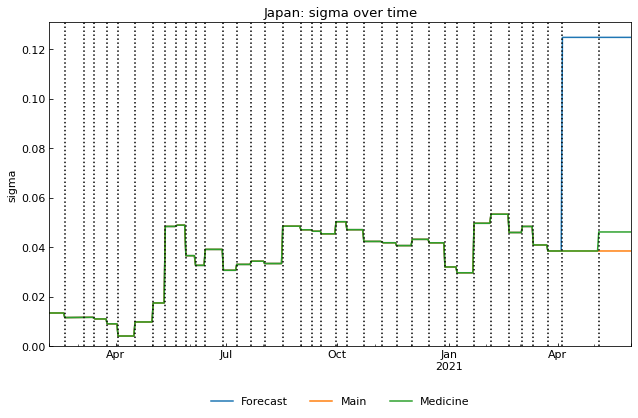 Japan: sigma over time
0.12
0.10
0.08
0.06
0.04
0.02
0.00
sigma
Apr Jul Oct Jan Apr
2021
Forecast Main Medicine